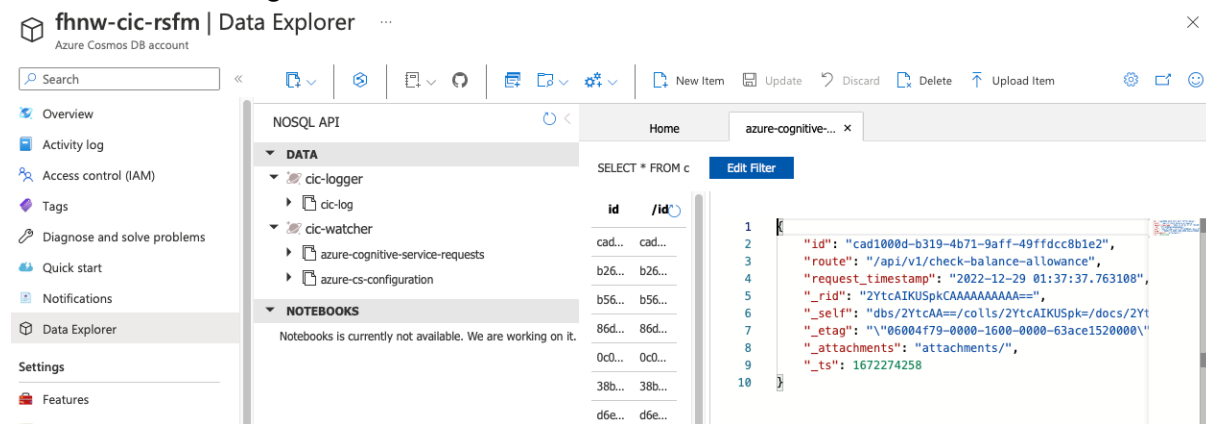 fhnw-cic-rsfm | Data Explorer ...
Azure Cosmos DB account
Search
Overview
Activity log
Access control (IAM)
Tags
Diagnose and solve problems
Quick start
Notifications
Data Explorer
Settings
Features
New Item Update Discard Delete Upload Item
NOSQL API
DATA
cic-logger
cic-log
cic-watcher
azure-cognitive-service-requests
azure-cs-configuration
NOTEBOOKS
Notebooks is currently not available. We are working on it.
Home azure-cognitive-...
SELECT * FROM c Edit Filter
id /id
cad... cad...
b26... b26...
b56... b56...
86d... 86d...
0c0... 0c0...
38b... 38b...
d6e... d6e...
1 {
2 "id": "cad1000d-b319-4b71-9aff-49ffdcc8b1e2",
3 "route": "/api/v1/check-balance-allowance",
4 "request_timestamp": "2022-12-29 01:37:37.763108",
5 "_rid": "2YtcAIKUSpkCAAAAAAAAAA==",
6 "_self": "dbs/2YtcAA==/colls/2YtcAIKUSpk=/docs/2Yt
7 "_etag": "\"06004f79-0000-1600-0000-63ace1520000\"
8 "_attachments": "attachments/",
9 "_ts": 1672274258
10 }